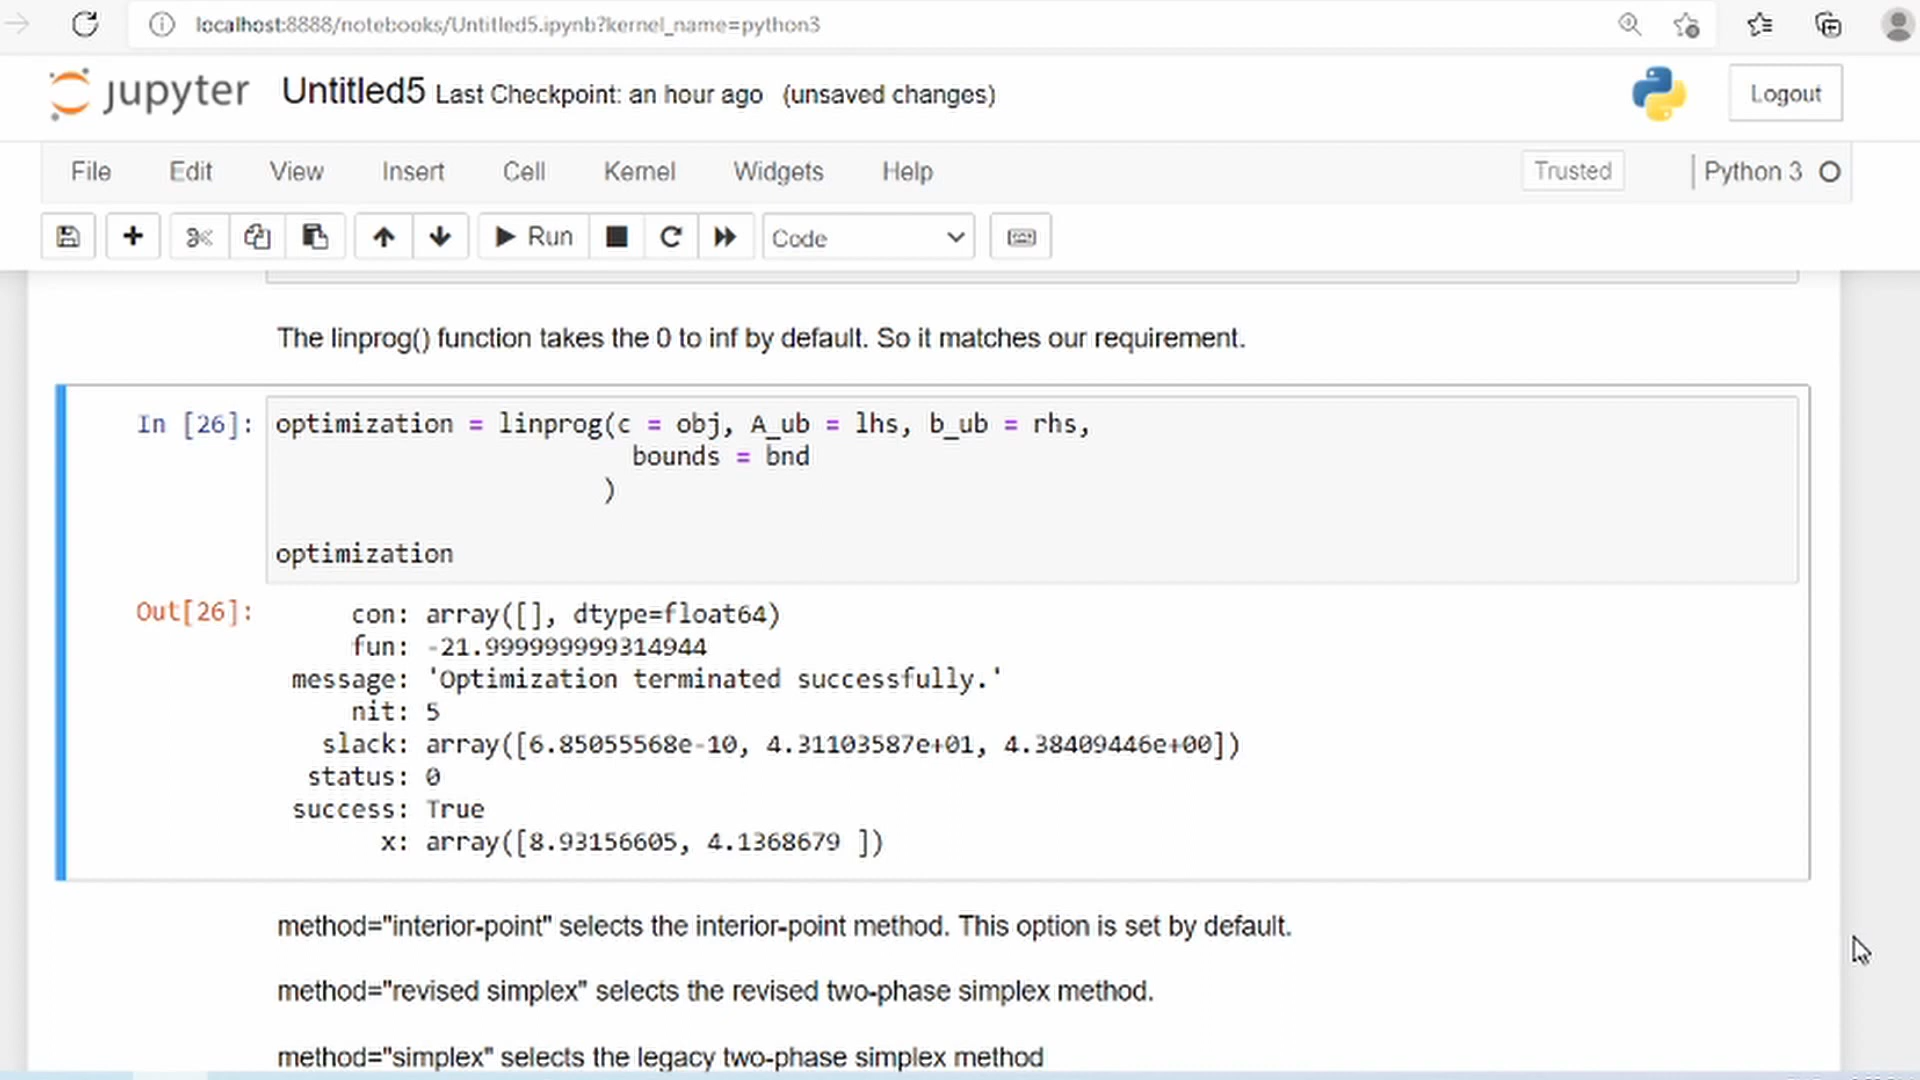 localhost:8888/notebooks/Untitled5.ipynb?kernel_name=python3
jupyter Untitled5 Last Checkpoint: an hour ago (unsaved changes) Logout
File Edit View Insert Cell Kernel Widgets Help Trusted Python 3
Run Code
The linprog() function takes the 0 to inf by default. So it matches our requirement.
In [26]: optimization = linprog(c = obj, A_ub = lhs, b_ub = rhs,
bounds = bnd
)
optimization
Out[26]: con: array([], dtype=float64)
fun: -21.999999999314944
message: 'Optimization terminated successfully.'
nit: 5
slack: array([6.85055568e-10, 4.31103587e+01, 4.38409446e+00])
status: 0
success: True
x: array([8.93156605, 4.1368679 ])
method="interior-point" selects the interior-point method. This option is set by default.
method="revised simplex" selects the revised two-phase simplex method.
method="simplex" selects the legacy two-phase simplex method